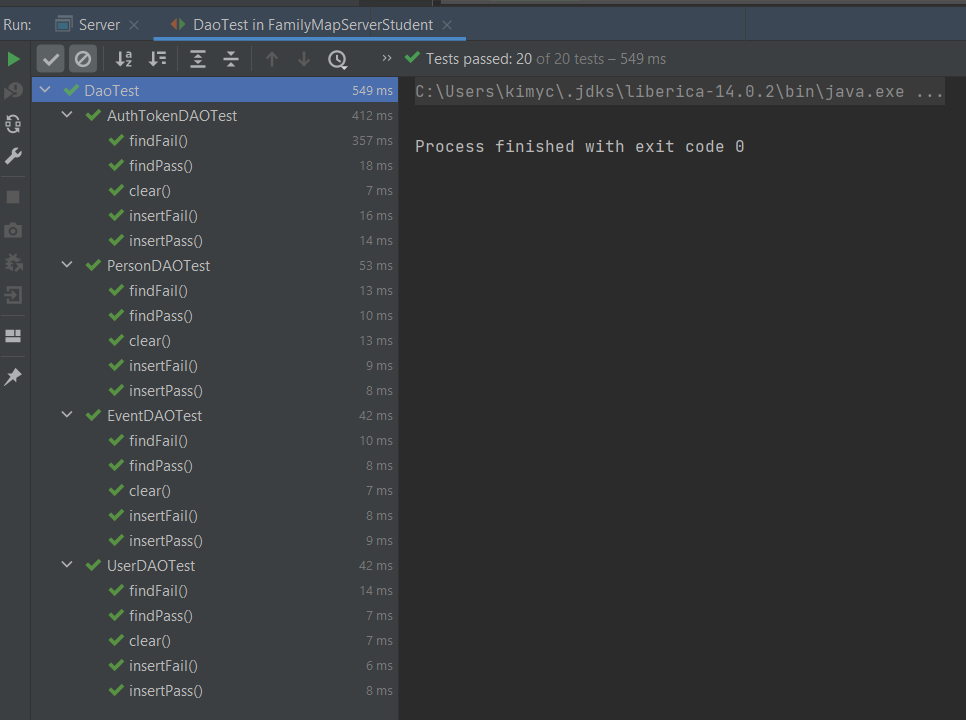 Run: Server DaoTest in FamilyMapServerStudent
Tests passed: 20 of 20 tests – 549 ms
DaoTest 549 ms
AuthTokenDAOTest 412 ms
findFail() 357 ms
findPass() 18 ms
clear() 7 ms
insertFail() 16 ms
insertPass() 14 ms
PersonDAOTest 53 ms
findFail() 13 ms
findPass() 10 ms
clear() 13 ms
insertFail() 9 ms
insertPass() 8 ms
EventDAOTest 42 ms
findFail() 10 ms
findPass() 8 ms
clear() 7 ms
insertFail() 8 ms
insertPass() 9 ms
UserDAOTest 42 ms
findFail() 14 ms
findPass() 7 ms
clear() 7 ms
insertFail() 6 ms
insertPass() 8 ms
C:\Users\kimyc\.jdks\liberica-14.0.2\bin\java.exe ...
Process finished with exit code 0